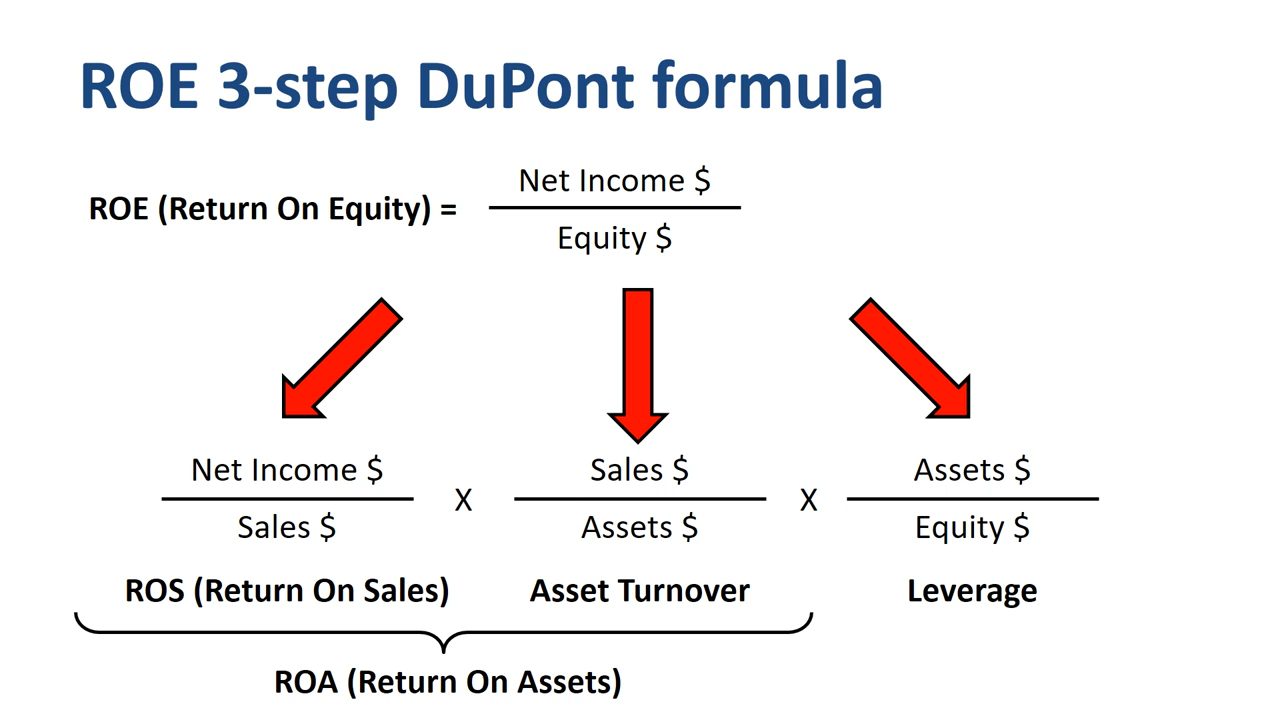 ROE 3-step DuPont formula
Net Income $
ROE (Return On Equity) =
Equity $
Net Income $ Sales $ Assets $
X X
Sales $ Assets $ Equity $
ROS (Return On Sales) Asset Turnover Leverage
ROA (Return On Assets)